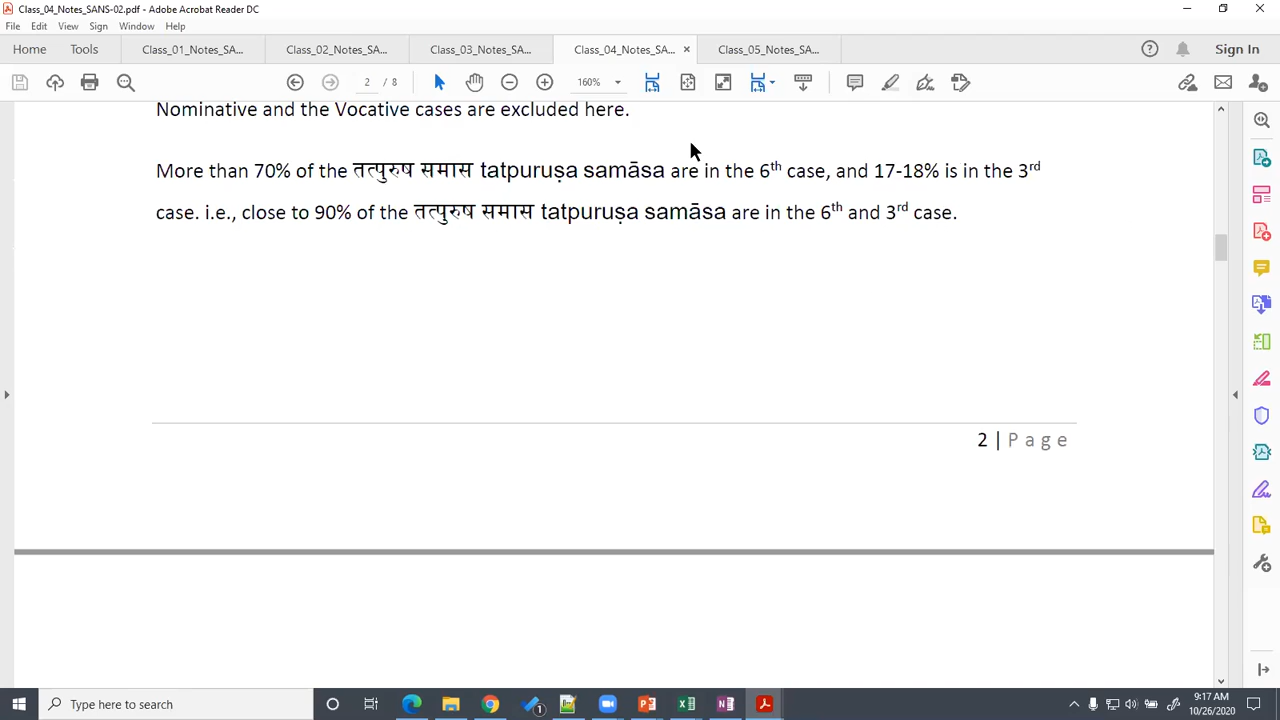 Class_04_Notes_SANS-02.pdf - Adobe Acrobat Reader DC
File Edit View Sign Window Help
Home Tools Class_01_Notes_SA... Class_02_Notes_SA... Class_03_Notes_SA... Class_04_Notes_SA... × Class_05_Notes_SA... Sign In
2 / 8 160%
Nominative and the Vocative cases are excluded here.
More than 70% of the तत्पुरुष समास tatpuruṣa samāsa are in the 6th case, and 17-18% is in the 3rd
case. i.e., close to 90% of the तत्पुरुष समास tatpuruṣa samāsa are in the 6th and 3rd case.
2 | Page
Type here to search
1
9:17 AM
10/26/2020